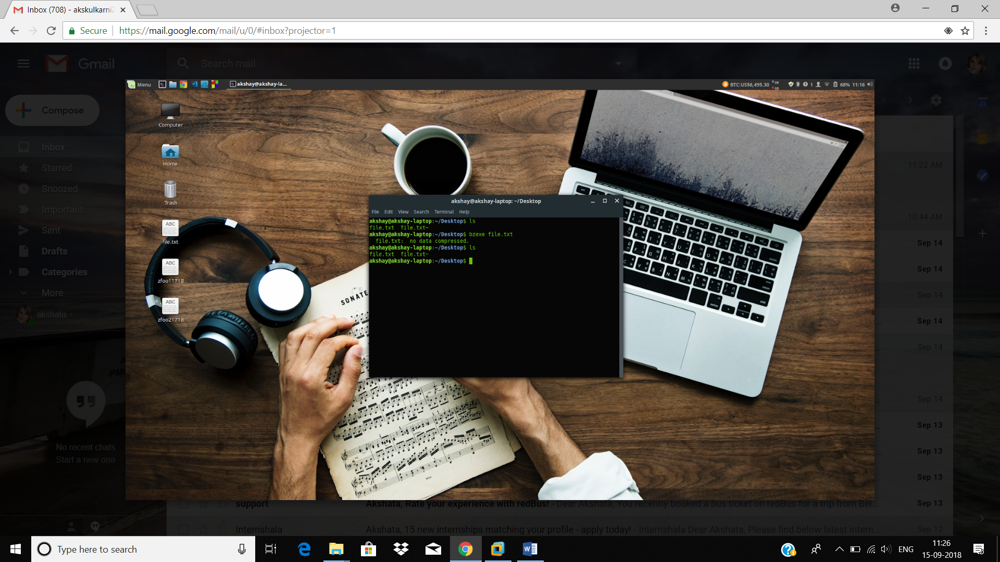 Inbox (708) - akskulkarni2
Secure
https://mail.google.com/mail/u/0/#inbox?projector=1
Gmail
Search mail
Menu
akshay@akshay-la...
BTC:US$6,495.30
0B
0B
1
68%
11:16
Compose
31
Computer
Inbox
Home
11:22 AM
Starred
Snoozed
Trash
akshay@akshay-laptop: ~/Desktop
File Edit View Search Terminal Help
Important
10:44 AM
akshay@akshay-laptop:~/Desktop$ ls
file.txt file.txt~
akshay@akshay-laptop:~/Desktop$ bzexe file.txt
file.txt: no data compressed.
akshay@akshay-laptop:~/Desktop$ ls
file.txt file.txt~
akshay@akshay-laptop:~/Desktop$
Sent
ABC
file.txt
Sep 14
Drafts
ABC
Sep 14
Categories
zfoo11718
More
Sep 14
SONATE
ABC
akshata
zfoo21718
Sep 14
Sep 14
Sep 14
Sep 13
No recent chats
Start a new one
Sep 13
Sep 13
support
Akshata, Rate your experience with redBus! - Dear Akshata, You recently booked a bus ticket on redBus for a trip from Bel...
Sep 13
Internshala
Akshata, 15 new internships matching your profile - apply today! - Internshala Dear Akshata, Please find below latest intern...
Sep 12
Type here to search
ENG
11:26
15-09-2018